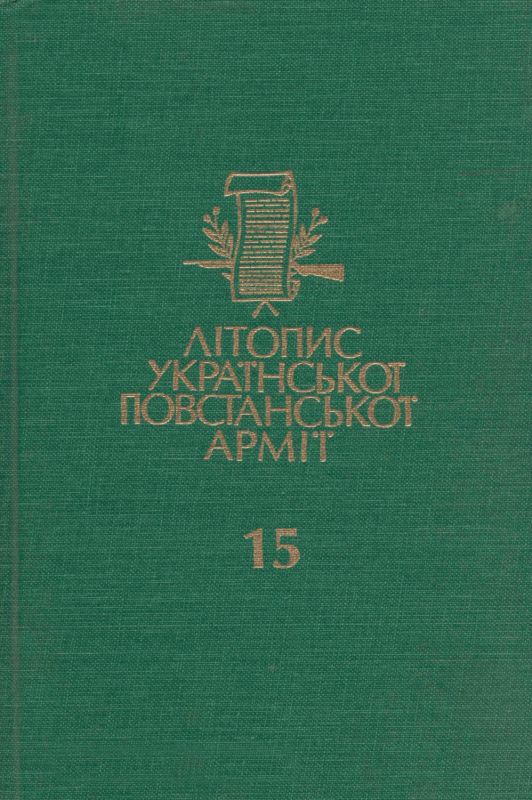 ЛІТОПИС
УКРАЇНСЬКОЇ
ПОВСТАНСЬКОЇ
АРМІЇ
15